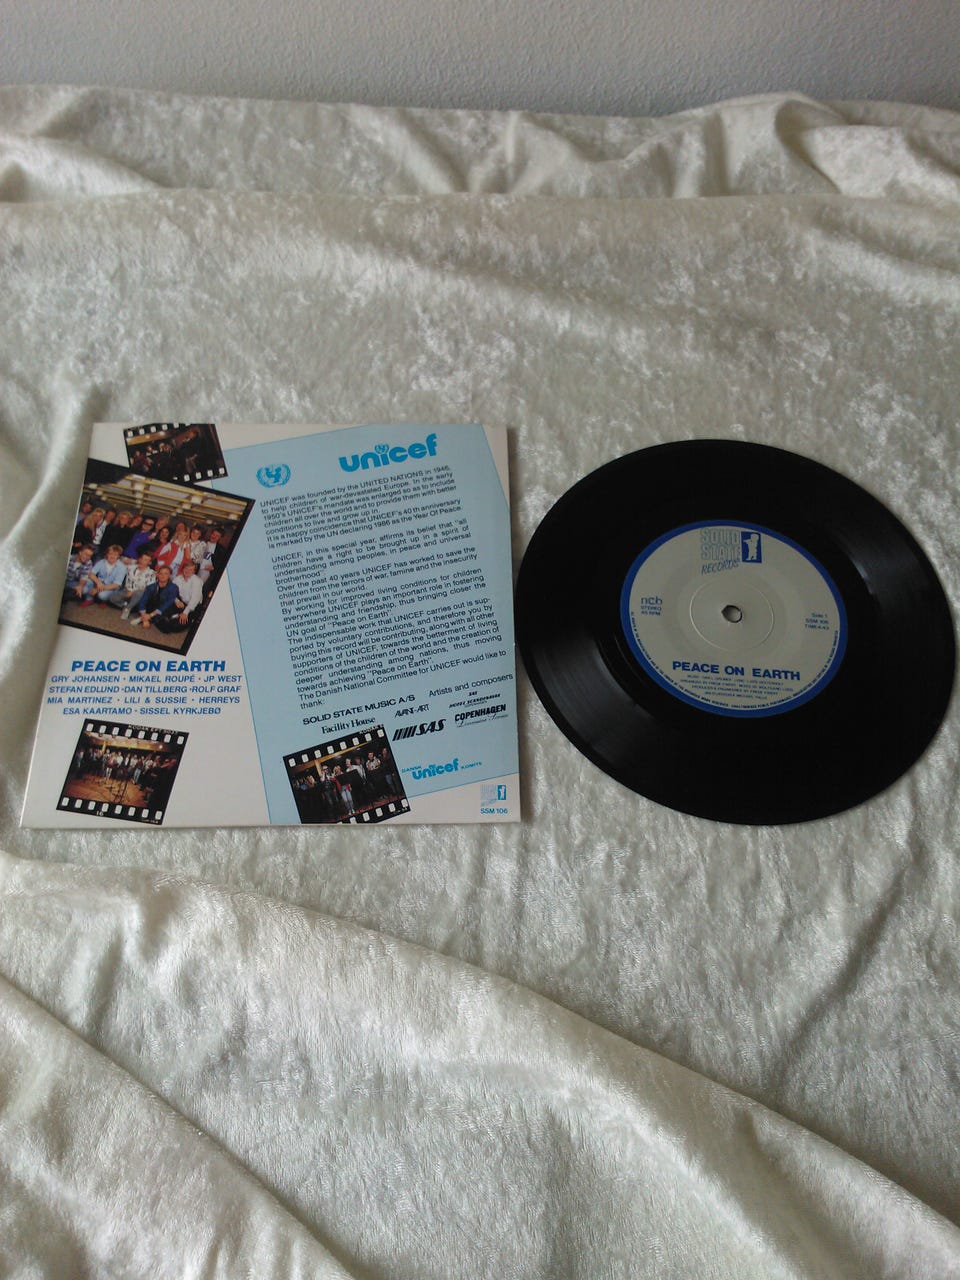 unicef
UNICEF was founded by the UNITED NATIONS in 1946,
to help children of war-devastated Europe. In the early
1950's UNICEF's mandate was enlarged so as to include
children all over the world and to provide them with better
conditions to live and grow up in.
It is a happy coincidence that UNICEF's 40 th anniversary
is marked by the UN declaring 1986 as the Year Of Peace.
UNICEF, in this special year, affirms its belief that "all
children have a right to be brought up in a spirit of
understanding among peoples, in peace and universal
brotherhood".
Over the past 40 years UNICEF has worked to save the
children from the terrors of war, famine and the insecurity
that prevail in our world.
By working for improved living conditions for children
everywhere UNICEF plays an important role in fostering
understanding and friendship, thus bringing closer the
UN goal of "Peace on Earth".
The indispensable work that UNICEF carries out is sup-
ported by voluntary contributions, and therefore you by
buying this record will be contributing, along with all other
supporters of UNICEF, towards the betterment of living
conditions of the children of the world and the creation of
deeper understanding among nations, thus moving
towards achieving "Peace on Earth".
The Danish National Committee for UNICEF would like to
thank:
Artists and composers
SOLID STATE MUSIC A/S
Facility House
AVANT-ART
SAS
COPENHAGEN
DANSK unicef KOMITE
SSM 106
PEACE ON EARTH
GRY JOHANSEN · MIKAEL ROUPÉ · JP WEST
STEFAN EDLUND · DAN TILLBERG · ROLF GRAF
MIA MARTINEZ · LILI & SUSSIE · HERREYS
ESA KAARTAMO · SISSEL KYRKJEBØ
SOLID
STATE
RECORDS
ncb
STEREO
45 RPM
Side 1
SSM 106
TIME 4:43
PEACE ON EARTH